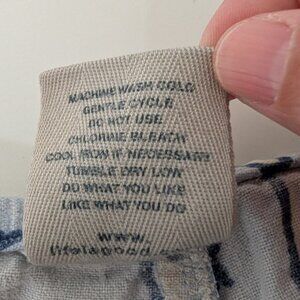 MACHINE WASH COLD
GENTLE CYCLE
DO NOT USE
CHLORINE BLEACH
COOL IRON IF NECESSARY
TUMBLE DRY LOW
DO WHAT YOU LIKE
LIKE WHAT YOU DO
www.
lifeisgood.